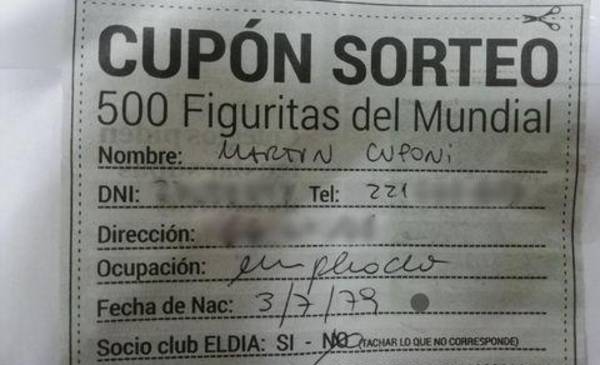 CUPÓN SORTEO
500 Figuritas del Mundial
Nombre: MARTIN CUPONI
DNI: Tel: 221
Dirección:
Ocupación: empleado
Fecha de Nac: 3/7/79
Socio club ELDIA: SI - NO (TACHAR LO QUE NO CORRESPONDE)